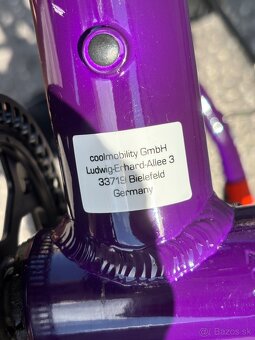 coolmobility GmbH
Ludwig-Erhard-Allee 3
33719 Bielefeld
Germany
Bazos.sk